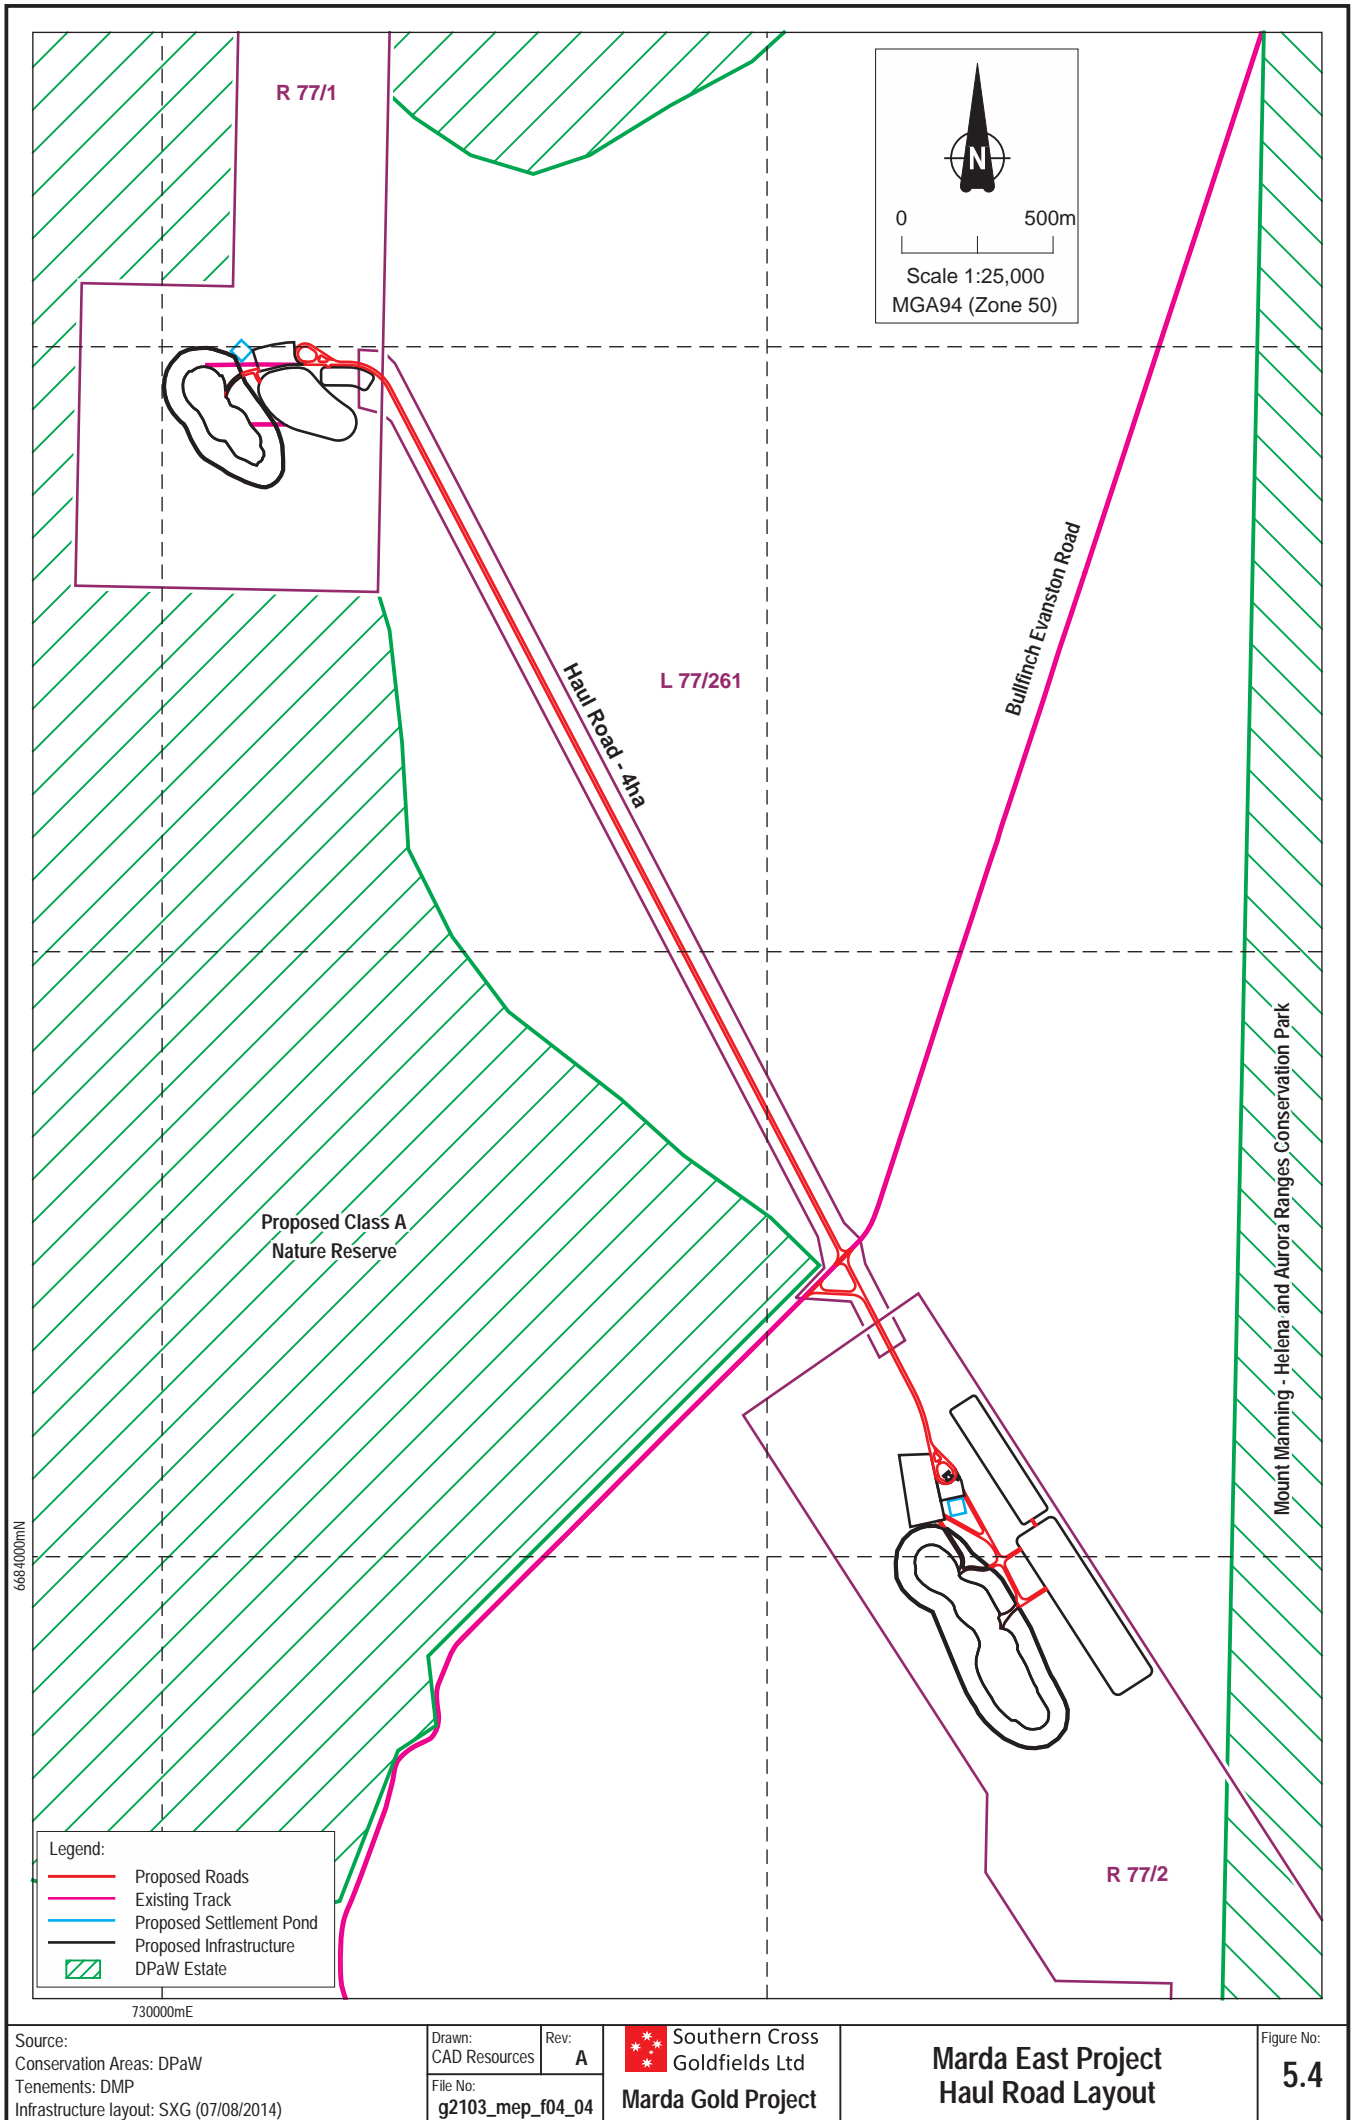 R 77/1
N
0 500m
Scale 1:25,000
MGA94 (Zone 50)
Bullfinch Evanston Road
L 77/261
Haul Road - 4ha
Mount Manning - Helena and Aurora Ranges Conservation Park
Proposed Class A
Nature Reserve
6684000mN
R 77/2
Legend:
Proposed Roads
Existing Track
Proposed Settlement Pond
Proposed Infrastructure
DPaW Estate
730000mE
Source:
Conservation Areas: DPaW
Tenements: DMP
Infrastructure layout: SXG (07/08/2014)
Drawn:
CAD Resources
Rev:
A
File No:
g2103_mep_f04_04
Southern Cross
Goldfields Ltd
Marda Gold Project
Marda East Project
Haul Road Layout
Figure No:
5.4